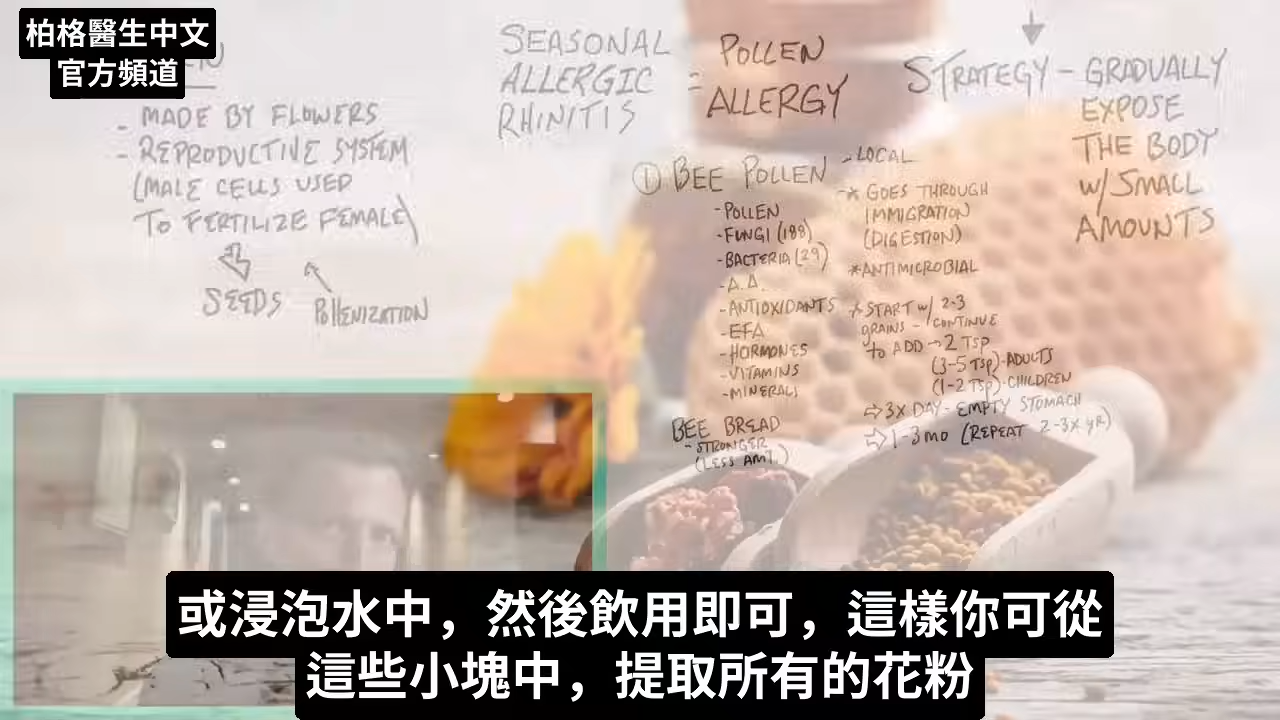 柏格醫生中文
官方頻道
- MADE BY FLOWERS
- REPRODUCTIVE SYSTEM
(MALE CELLS USED
TO FERTILIZE FEMALE)
SEEDS
POllENIZATION
SEASONAL
ALLERGIC
RHINITIS
=
POLLEN
ALLERGY
STRATEGY - GRADUALLY
EXPOSE
THE BODY
W/ SMALL
AMOUNTS
① BEE POLLEN
- POLLEN
- FUNGI (188)
- BACTERIA (29)
- A.A.
- ANTIOXIDANTS
- EFA
- HORMONES
- VITAMINS
- MINERALS
BEE BREAD
- STRONGER
(LESS AMT.)
- LOCAL
* GOES THROUGH
IMMIGRATION
(DIGESTION)
* ANTIMICROBIAL
* START W/ 2-3
GRAINS - CONTINUE
to ADD → 2 TSP
(3-5 TSP)-ADULTS
(1-2 TSP)-CHILDREN
⇨ 3X DAY - EMPTY STOMACH
⇨ 1-3 mo (REPEAT 2-3X YR)
或浸泡水中，然後飲用即可，這樣你可從
這些小塊中，提取所有的花粉